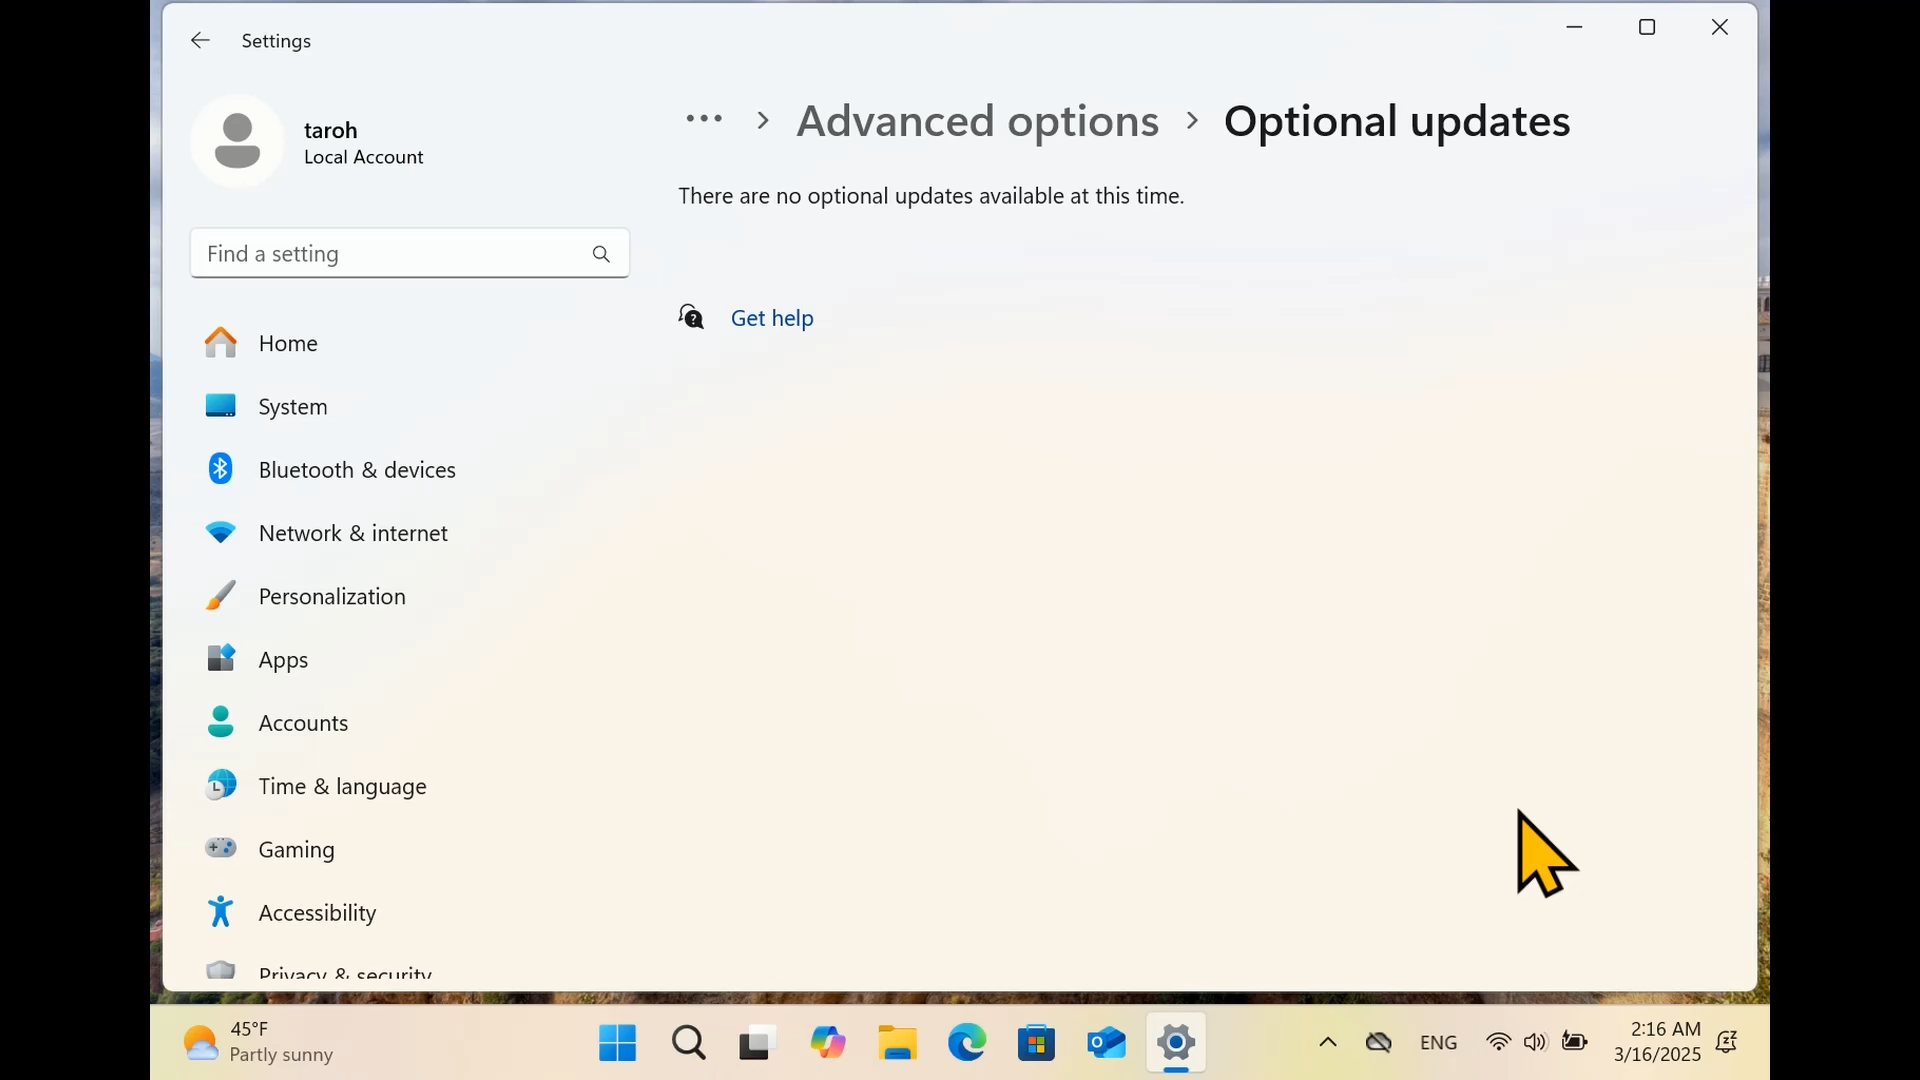 Settings
taroh
Local Account
Find a setting
Home
System
Bluetooth & devices
Network & internet
Personalization
Apps
Accounts
Time & language
Gaming
Accessibility
Privacy & security
... > Advanced options > Optional updates
There are no optional updates available at this time.
Get help
45°F
Partly sunny
ENG
2:16 AM
3/16/2025